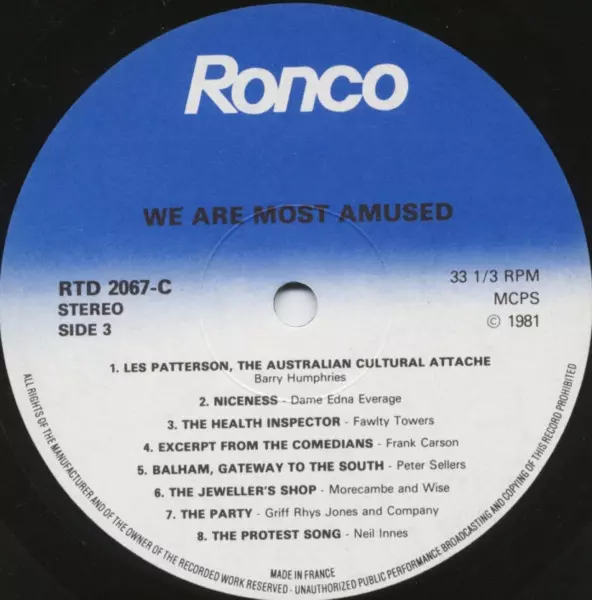 Ronco
WE ARE MOST AMUSED
RTD 2067-C
STEREO
SIDE 3
33 1/3 RPM
MCPS
© 1981
1. LES PATTERSON, THE AUSTRALIAN CULTURAL ATTACHE
Barry Humphries
2. NICENESS - Dame Edna Everage
3. THE HEALTH INSPECTOR - Fawlty Towers
4. EXCERPT FROM THE COMEDIANS - Frank Carson
5. BALHAM, GATEWAY TO THE SOUTH - Peter Sellers
6. THE JEWELLER'S SHOP - Morecambe and Wise
7. THE PARTY - Griff Rhys Jones and Company
8. THE PROTEST SONG - Neil Innes
MADE IN FRANCE
ALL RIGHTS OF THE MANUFACTURER AND OF THE OWNER OF THE RECORDED WORK RESERVED - UNAUTHORIZED PUBLIC PERFORMANCE BROADCASTING AND COPYING OF THIS RECORD PROHIBITED